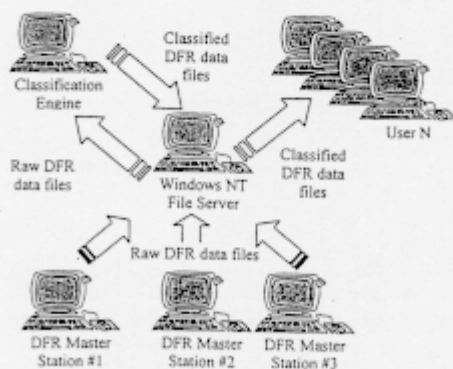 Classified
DFR data
files
Classification
Engine
User N
Raw DFR
data files
Windows NT
File Server
Classified
DFR data
files
Raw DFR data files
DFR Master
Station #1
DFR Master
Station #2
DFR Master
Station #3